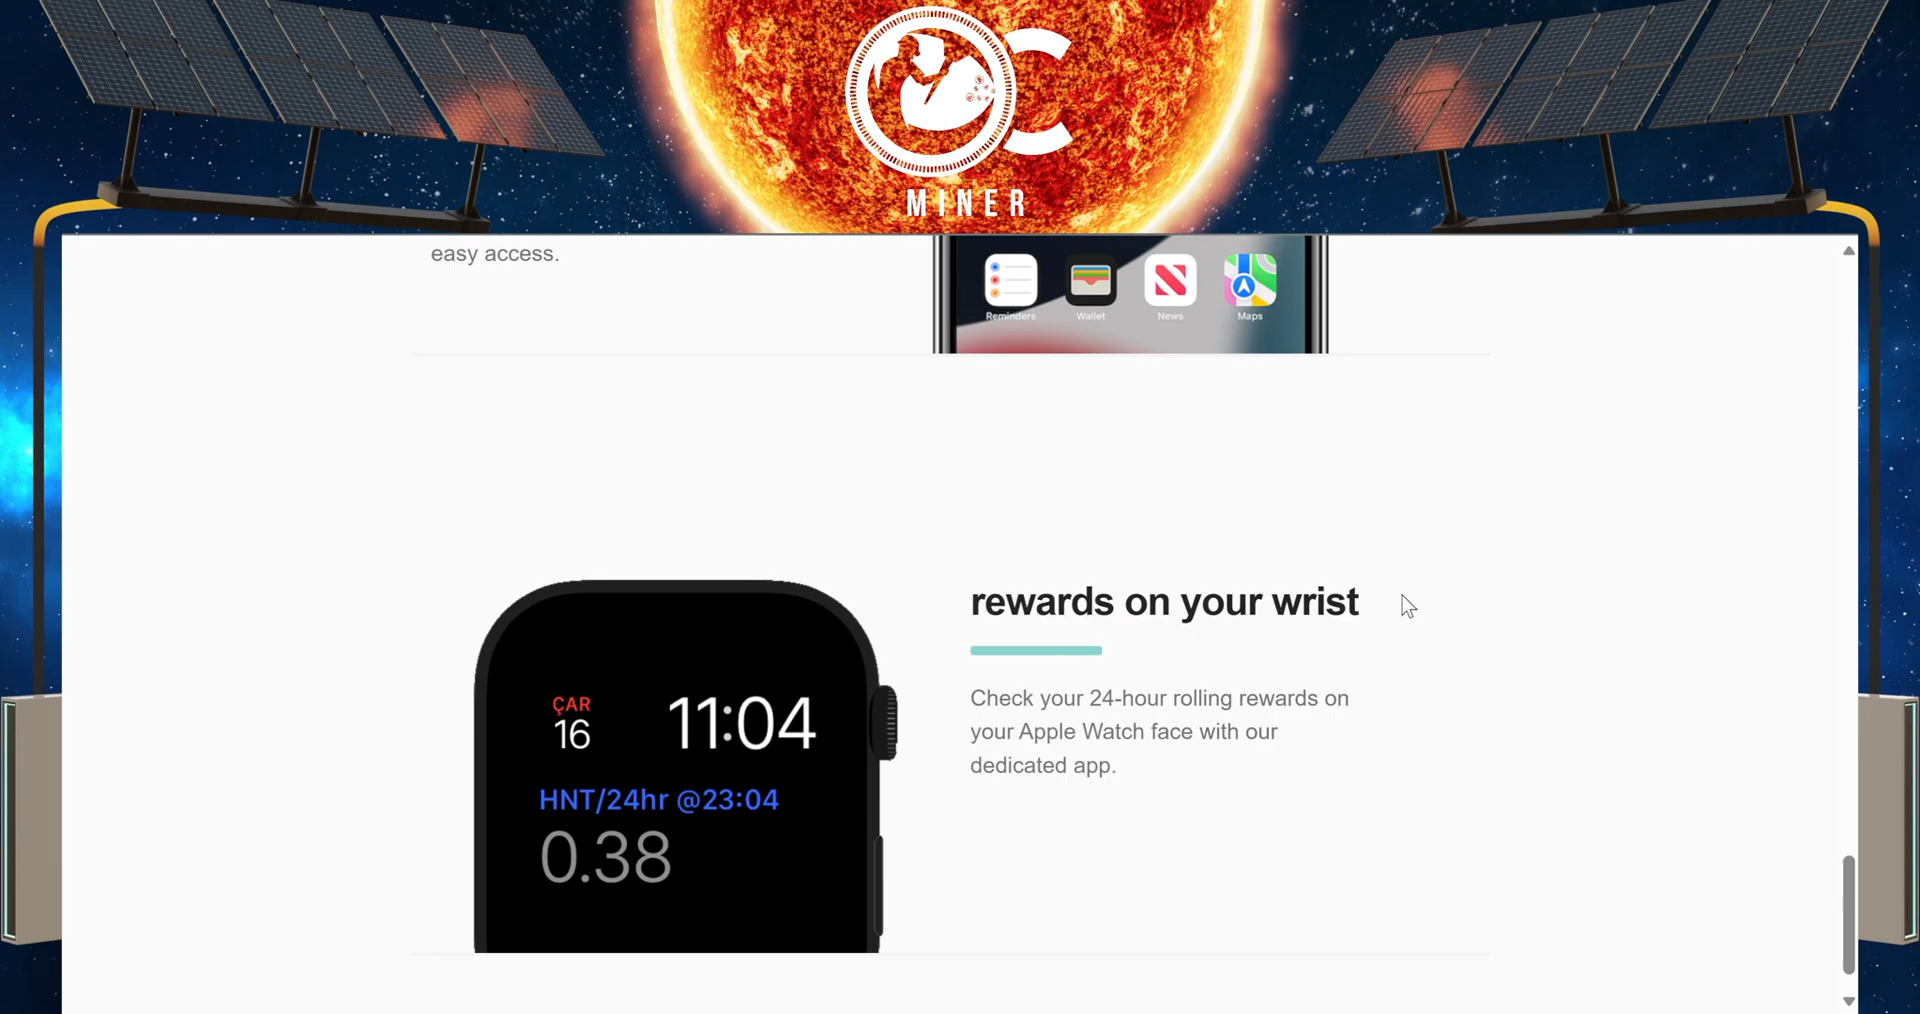 C
MINER
easy access.
Reminders Wallet News Maps
rewards on your wrist
Check your 24-hour rolling rewards on
your Apple Watch face with our
dedicated app.
ÇAR
16
11:04
HNT/24hr @23:04
0.38